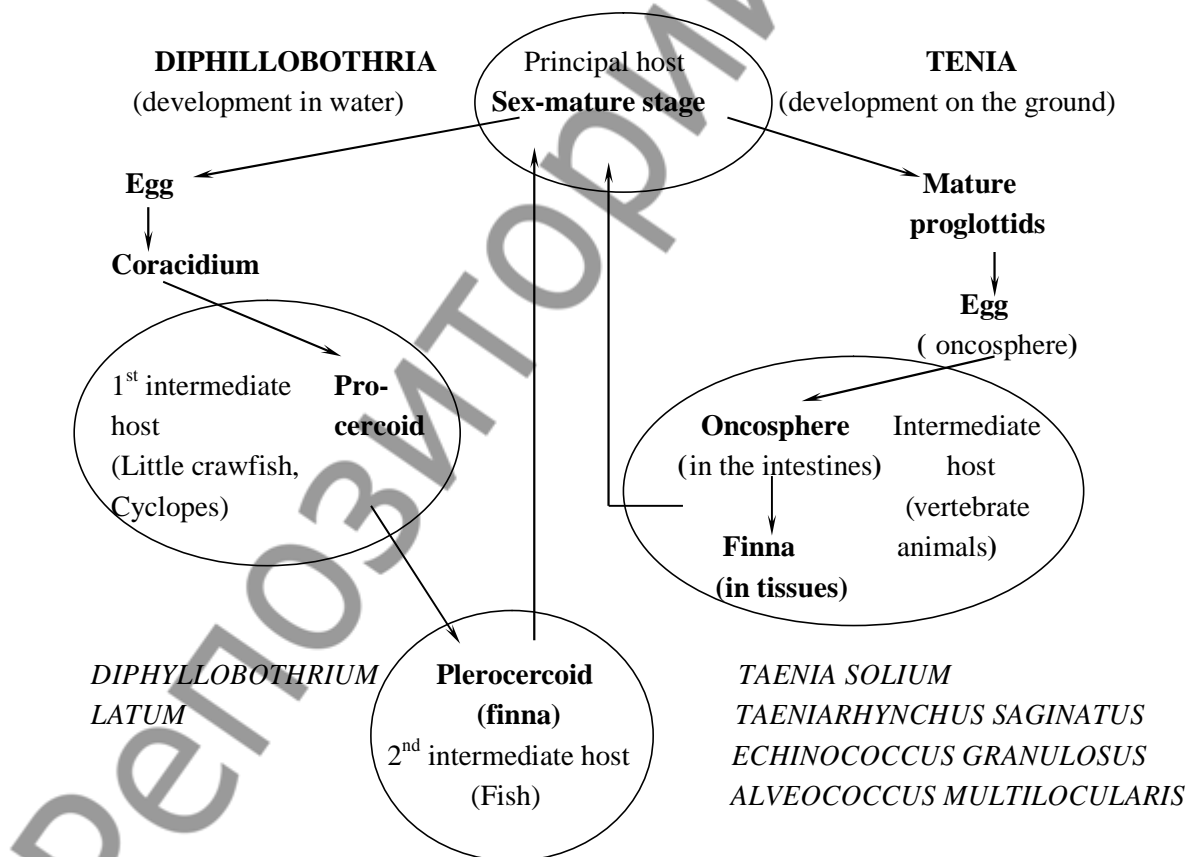 DIPHILLOBOTHRIA
(development in water)
Principal host
Sex-mature stage
TENIA
(development on the ground)
Egg
Coracidium
1st intermediate
host
(Little crawfish,
Cyclopes)
Pro-
cercoid
Plerocercoid
(finna)
2nd intermediate host
(Fish)
DIPHYLLOBOTHRIUM
LATUM
Mature
proglottids
Egg
( oncosphere)
Oncosphere
(in the intestines)
Finna
(in tissues)
Intermediate
host
(vertebrate
animals)
TAENIA SOLIUM
TAENIARHYNCHUS SAGINATUS
ECHINOCOCCUS GRANULOSUS
ALVEOCOCCUS MULTILOCULARIS
Репозитори